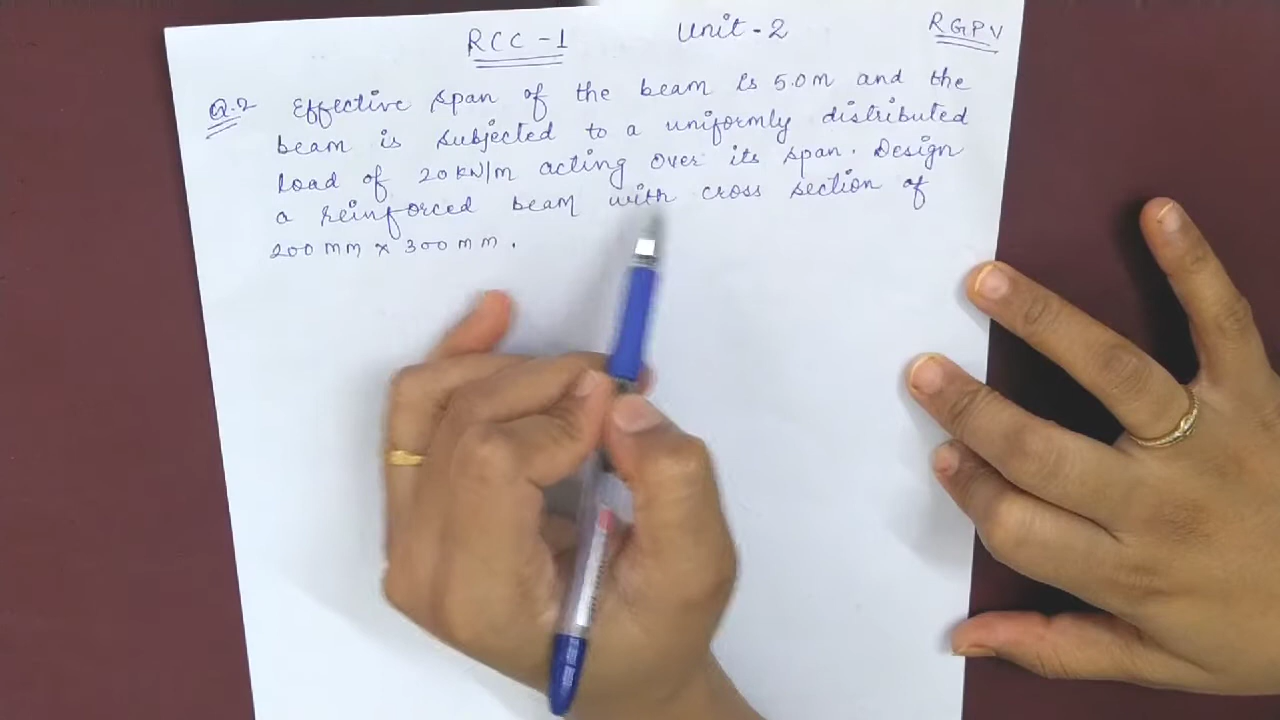 RCC-1 Unit-2 RGPV
Q.2 Effective span of the beam is 5.0m and the
beam is subjected to a uniformly distributed
load of 20 kN/m acting over its span. Design
a reinforced beam with cross section of
200 mm x 300 mm.